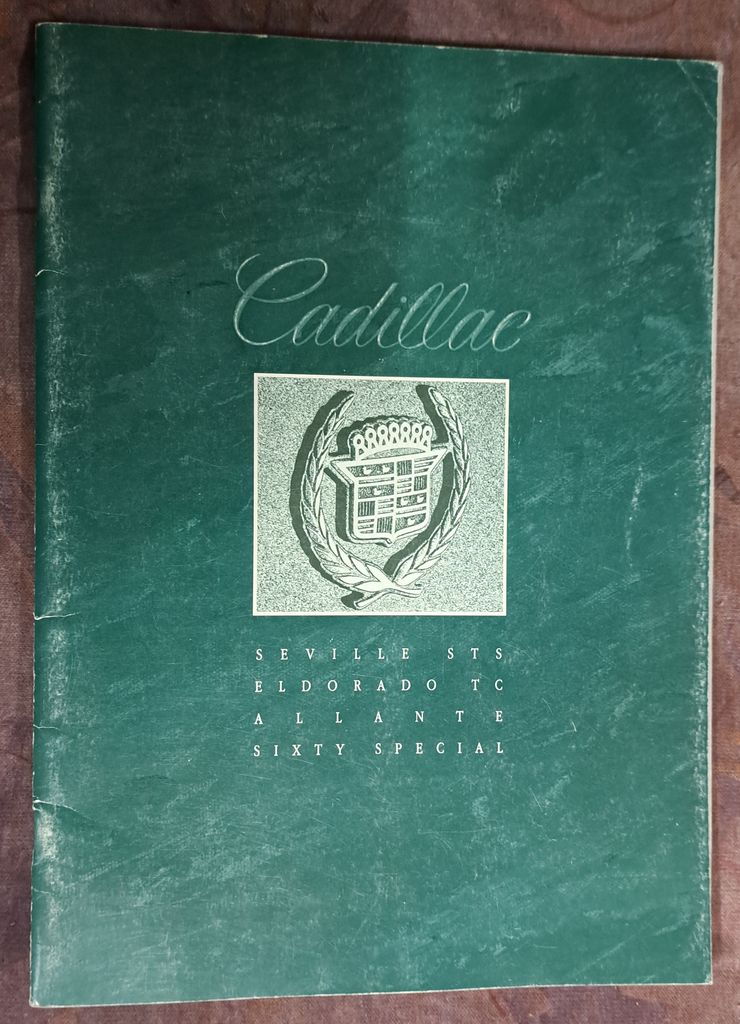 Cadillac
SEVILLE STS
ELDORADO TC
ALLANTE
SIXTY SPECIAL